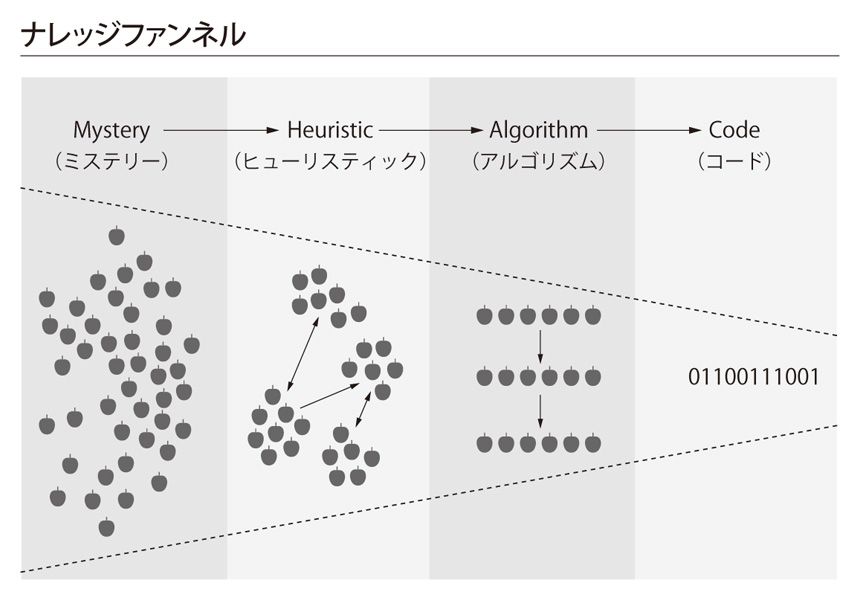 ナレッジファンネル
Mystery
Heuristic
Algorithm
Code
(ミステリー)
(ヒューリスティック)
(アルゴリズム)
(コード)
01100111001